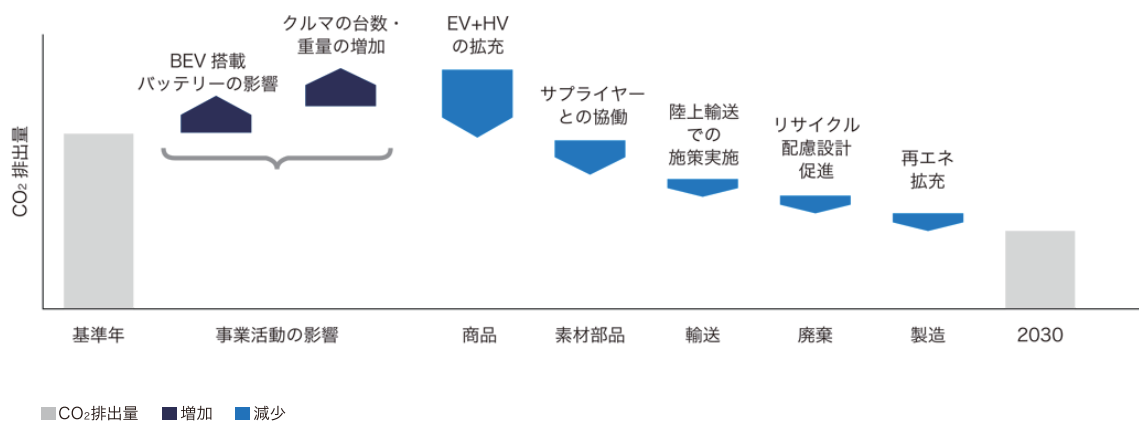 CO₂ 排出量
BEV 搭載
バッテリーの影響
クルマの台数・
重量の増加
EV+HV
の拡充
サプライヤー
との協働
陸上輸送
での
施策実施
リサイクル
配慮設計
促進
再エネ
拡充
基準年
事業活動の影響
商品
素材部品
輸送
廃棄
製造
2030
CO₂排出量
増加
減少